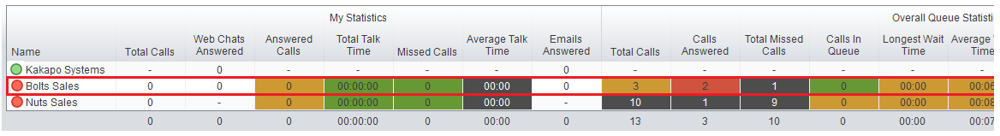 My Statistics Overall Queue Statisti
Name Total Calls Web Chats Answered Answered Calls Total Talk Time Missed Calls Average Talk Time Emails Answered Total Calls Calls Answered Total Missed Calls Calls In Queue Longest Wait Time Average Time
Kakapo Systems - 0 - - - - 0 - - - - - -
Bolts Sales 0 0 0 00:00:00 0 00:00 0 3 2 1 0 00:00 00:06
Nuts Sales 0 - 0 00:00:00 0 00:00 - 10 1 9 0 00:00 00:08
0 0 0 00:00:00 0 00:00 0 13 3 10 0 00:00 00:07